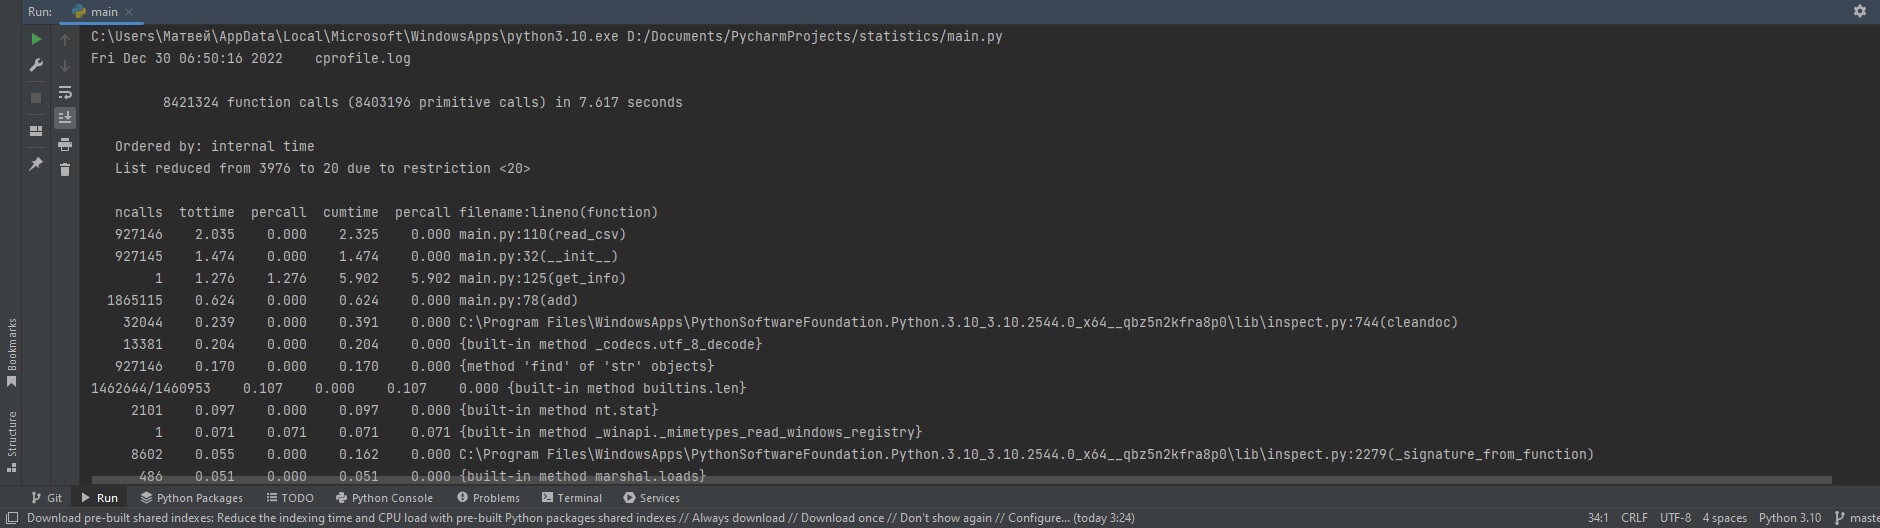 Run: main
C:\Users\Матвей\AppData\Local\Microsoft\WindowsApps\python3.10.exe D:/Documents/PycharmProjects/statistics/main.py
Fri Dec 30 06:50:16 2022    cprofile.log
8421324 function calls (8403196 primitive calls) in 7.617 seconds
Ordered by: internal time
List reduced from 3976 to 20 due to restriction <20>
ncalls  tottime  percall  cumtime  percall filename:lineno(function)
927146    2.035    0.000    2.325    0.000 main.py:110(read_csv)
927145    1.474    0.000    1.474    0.000 main.py:32(__init__)
1    1.276    1.276    5.902    5.902 main.py:125(get_info)
1865115    0.624    0.000    0.624    0.000 main.py:78(add)
32044    0.239    0.000    0.391    0.000 C:\Program Files\WindowsApps\PythonSoftwareFoundation.Python.3.10_3.10.2544.0_x64__qbz5n2kfra8p0\lib\inspect.py:744(cleandoc)
13381    0.204    0.000    0.204    0.000 {built-in method _codecs.utf_8_decode}
927146    0.170    0.000    0.170    0.000 {method 'find' of 'str' objects}
1462644/1460953    0.107    0.000    0.107    0.000 {built-in method builtins.len}
2101    0.097    0.000    0.097    0.000 {built-in method nt.stat}
1    0.071    0.071    0.071    0.071 {built-in method _winapi._mimetypes_read_windows_registry}
8602    0.055    0.000    0.162    0.000 C:\Program Files\WindowsApps\PythonSoftwareFoundation.Python.3.10_3.10.2544.0_x64__qbz5n2kfra8p0\lib\inspect.py:2279(_signature_from_function)
486    0.051    0.000    0.051    0.000 {built-in method marshal.loads}
Bookmarks
Structure
Git Run Python Packages TODO Python Console Problems Terminal Services
Download pre-built shared indexes: Reduce the indexing time and CPU load with pre-built Python packages shared indexes // Always download // Download once // Don't show again // Configure... (today 3:24) 34:1 CRLF UTF-8 4 spaces Python 3.10 maste